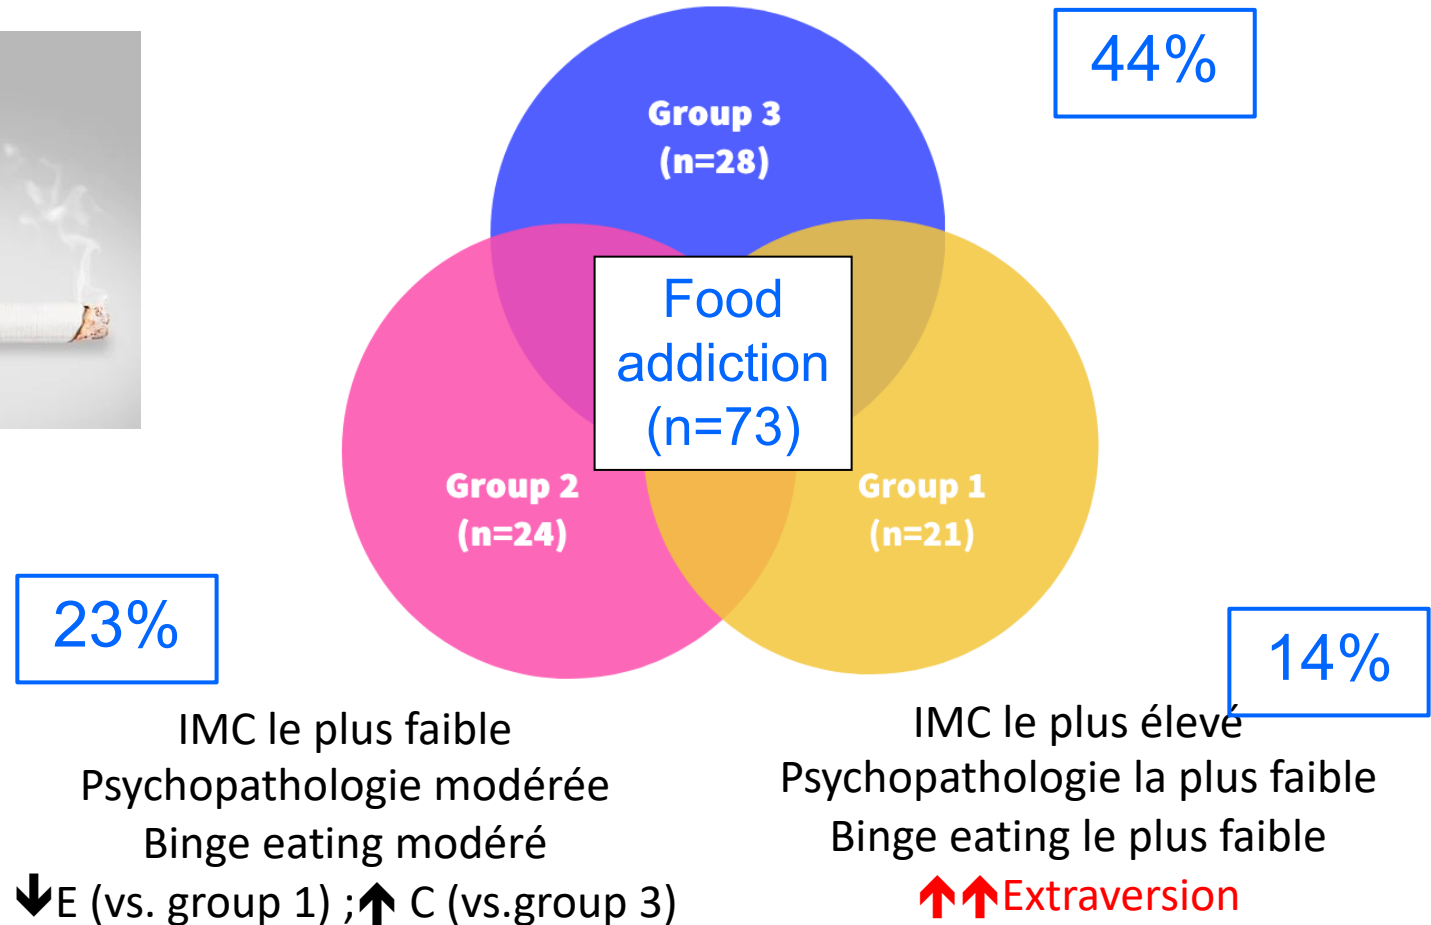 44%
Group 3
(n=28)
Food
addiction
(n=73)
Group 2
(n=24)
Group 1
(n=21)
23%
14%
IMC le plus faible
Psychopathologie modérée
Binge eating modéré
↓E (vs. group 1) ;↑ C (vs.group 3)
IMC le plus élevé
Psychopathologie la plus faible
Binge eating le plus faible
↑↑Extraversion